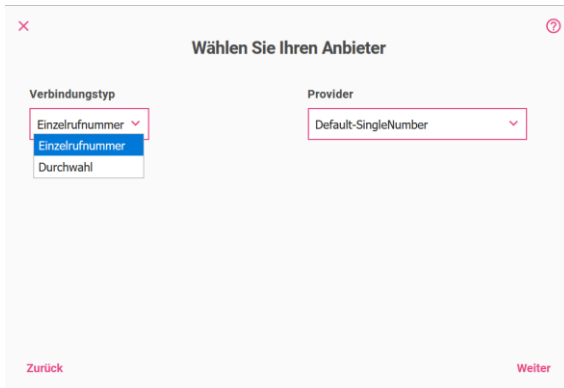 Wählen Sie Ihren Anbieter
Verbindungstyp
Provider
Einzelrufnummer
Default-SingleNumber
Einzelrufnummer
Durchwahl
Zurück
Weiter